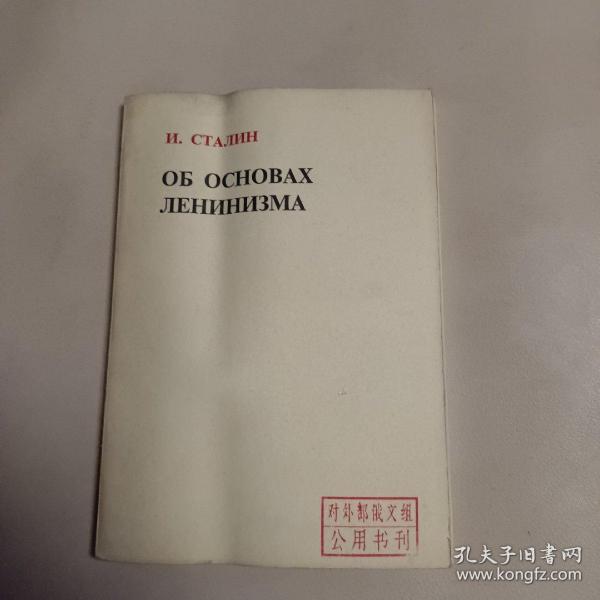 И. СТАЛИН
ОБ ОСНОВАХ
ЛЕНИНИЗМА
对外部俄文组
公用书刊
孔夫子旧书网
www.kongfz.com